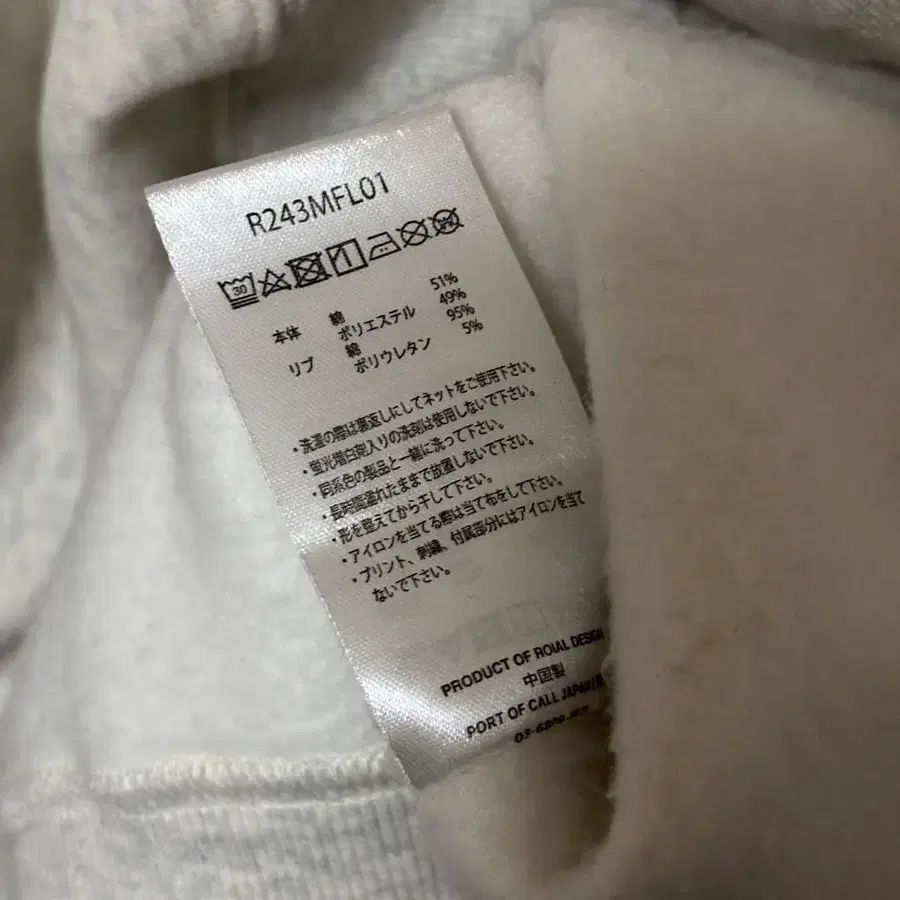 R243MFL01
30
本体 綿 51%
ポリエステル 49%
リブ 綿 95%
ポリウレタン 5%
・洗濯の際は裏返しにしてネットをご使用下さい。
・蛍光増白剤入りの洗剤は使用しないで下さい。
・同系色の製品と一緒に洗って下さい。
・長時間濡れたままで放置しないで下さい。
・形を整えてから干して下さい。
・アイロンを当てる際は当て布をして下さい。
・プリント、刺繍、付属部分にはアイロンを当て
ないで下さい。
PRODUCT OF ROIAL DESIGN
中国製
PORT OF CALL JAPAN